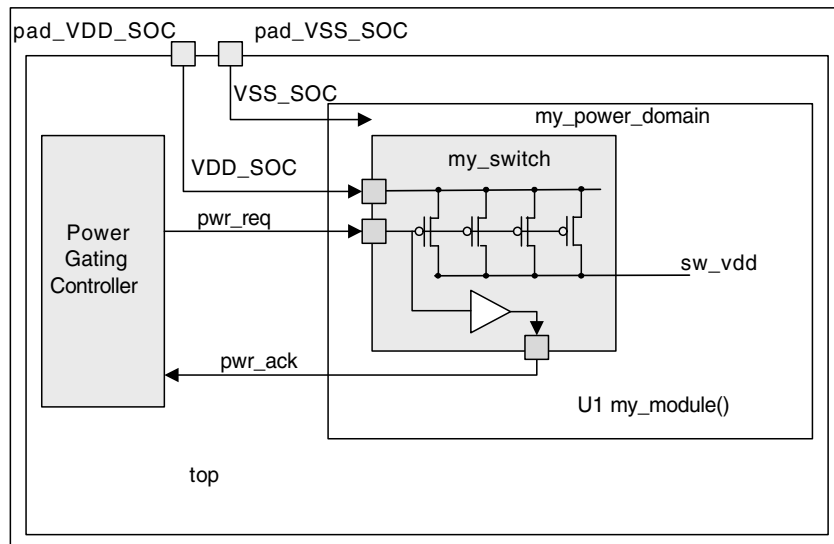 pad_VDD_SOC
pad_VSS_SOC
VSS_SOC
my_power_domain
my_switch
VDD_SOC
pwr_req
Power
Gating
Controller
sw_vdd
pwr_ack
U1 my_module()
top